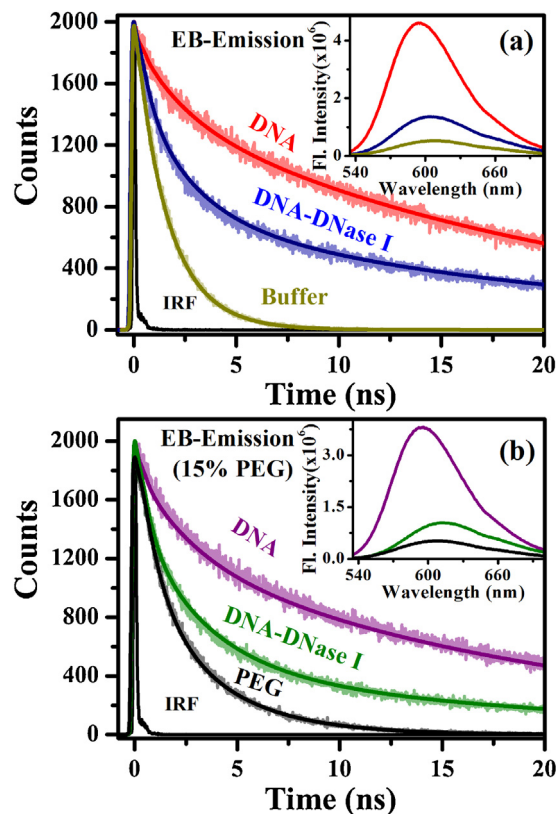 EB-Emission
(a)
Fl. Intensity(x10⁶)
4
2
0
540 600 660
Wavelength (nm)
Counts
2000
1600
1200
800
400
0
DNA
DNA-DNase I
Buffer
IRF
0 5 10 15 20
Time (ns)
EB-Emission
(15% PEG)
(b)
Fl. Intensity(x10⁶)
3.0
1.5
0.0
540 600 660
Wavelength (nm)
Counts
2000
1600
1200
800
400
0
DNA
DNA-DNase I
PEG
IRF
0 5 10 15 20
Time (ns)